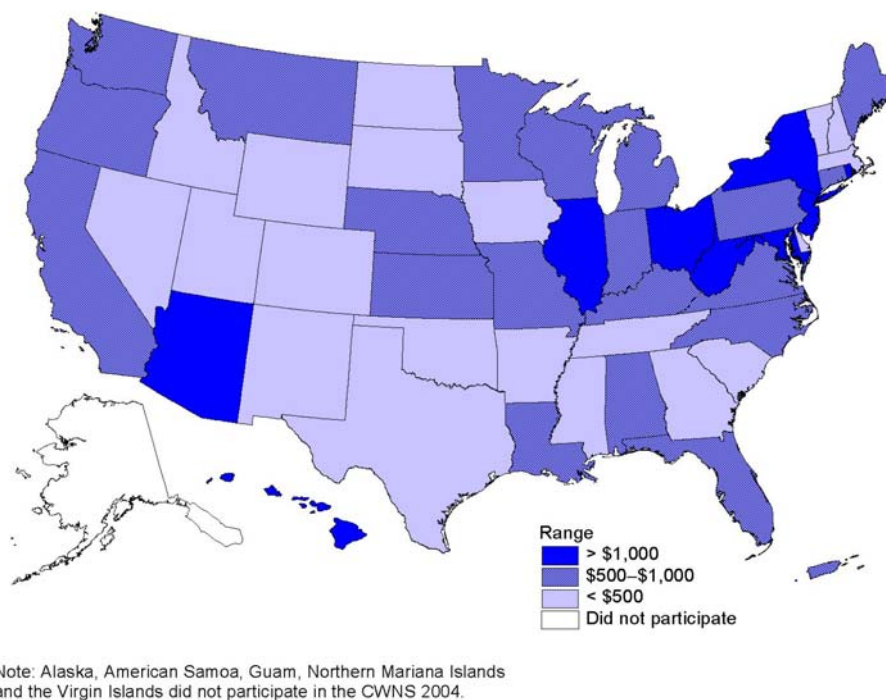 Range
> $1,000
$500–$1,000
< $500
Did not participate
Note: Alaska, American Samoa, Guam, Northern Mariana Islands
and the Virgin Islands did not participate in the CWNS 2004.